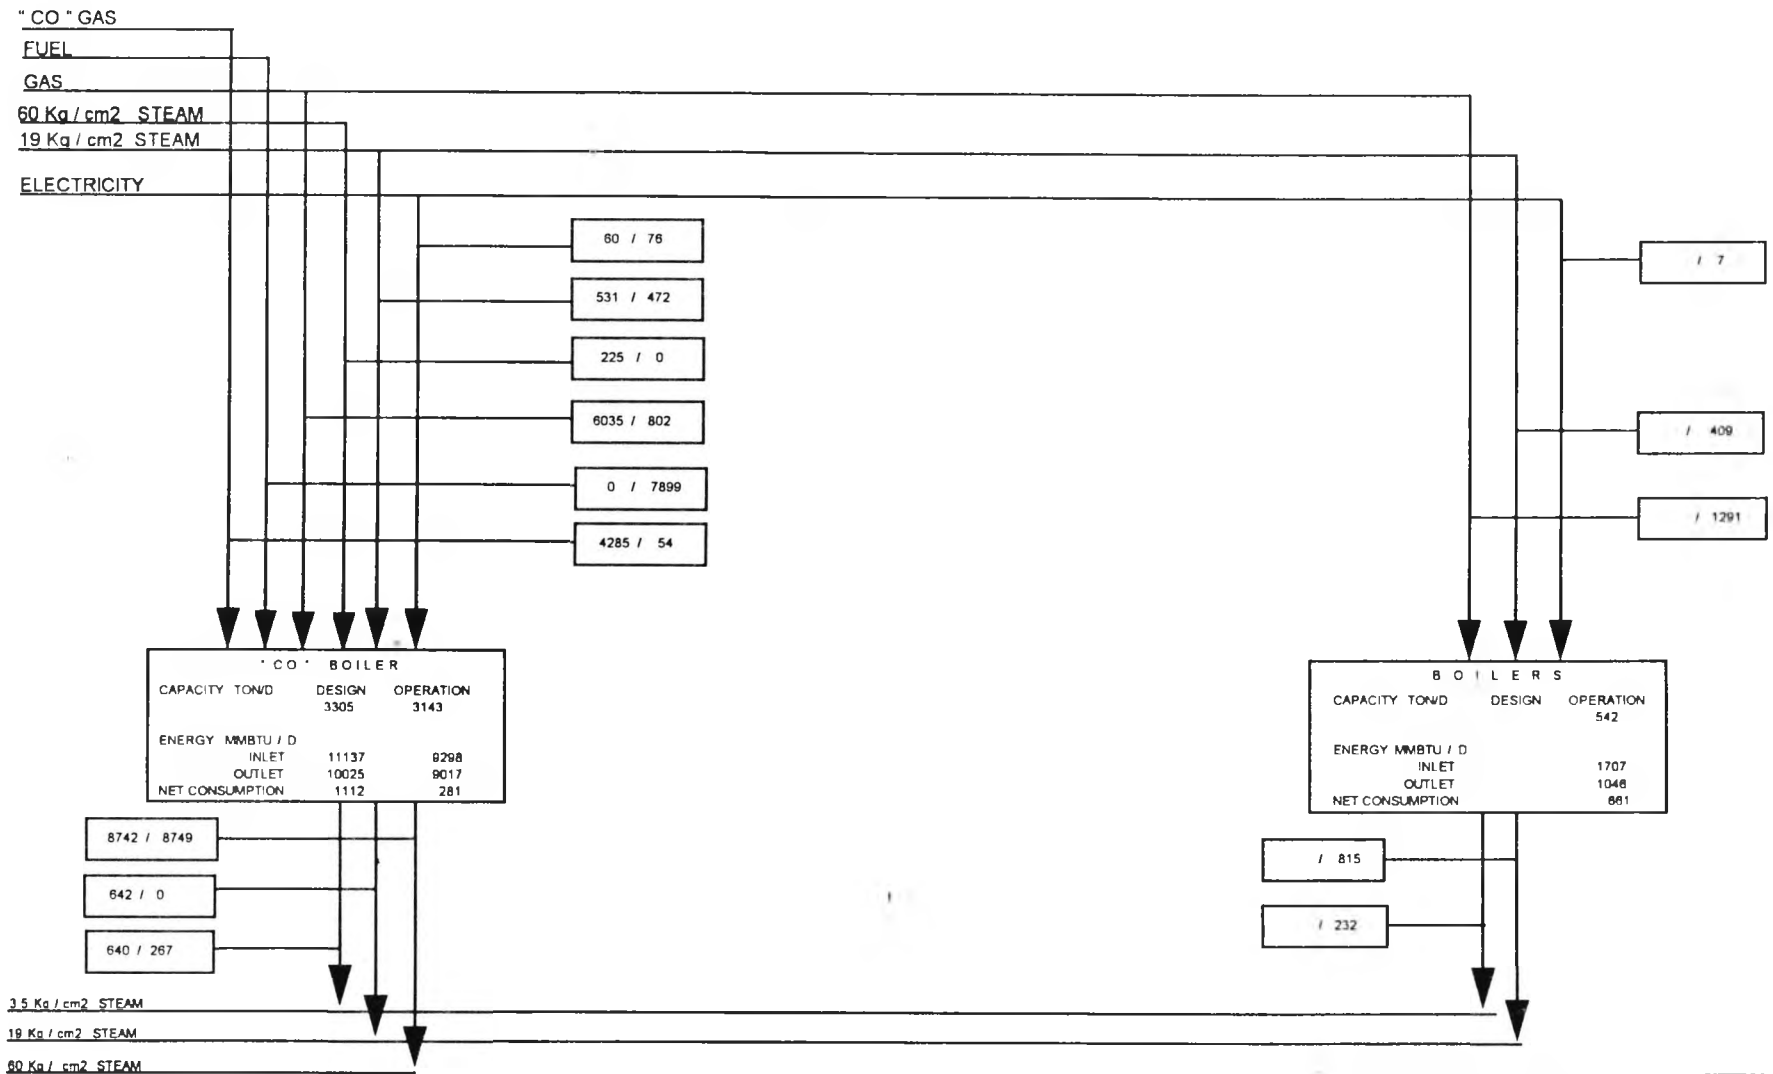 " CO " GAS
FUEL
GAS
60 Kg / cm2 STEAM
19 Kg / cm2 STEAM
ELECTRICITY
60 / 76
531 / 472
225 / 0
6035 / 802
0 / 7899
4285 / 54
/ 7
/ 409
/ 1291
" CO " BOILER
CAPACITY TON/D DESIGN OPERATION
3305 3143
ENERGY MMBTU / D
INLET 11137 9298
OUTLET 10025 9017
NET CONSUMPTION 1112 281
BOILERS
CAPACITY TON/D DESIGN OPERATION
542
ENERGY MMBTU / D
INLET 1707
OUTLET 1046
NET CONSUMPTION 661
8742 / 8749
642 / 0
640 / 267
/ 815
/ 232
3.5 Kg / cm2 STEAM
19 Kg / cm2 STEAM
60 Kg / cm2 STEAM